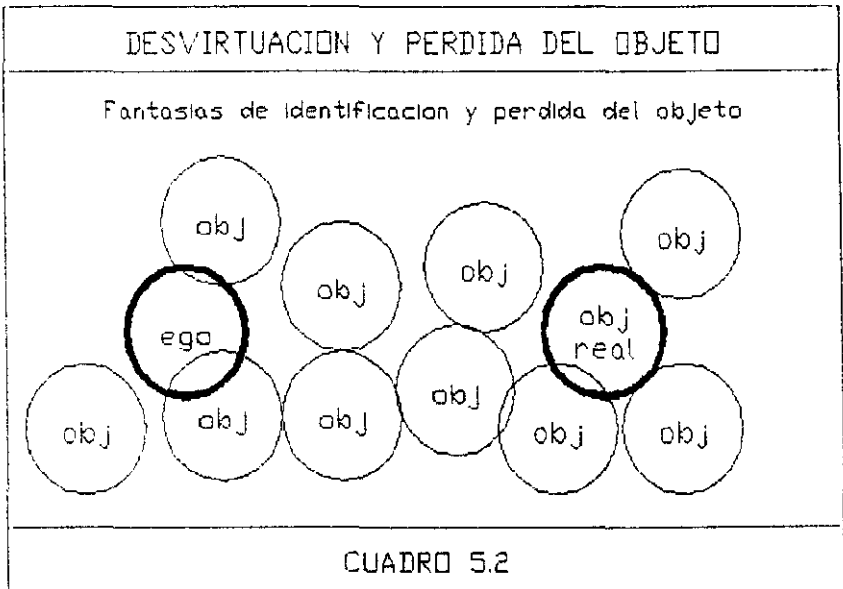 DESVIRTUACION Y PERDIDA DEL OBJETO
Fantasias de identificacion y perdida del objeto
obj
obj
obj
obj
ego
obj
real
obj
obj
obj
obj
obj
obj
CUADRO 5.2